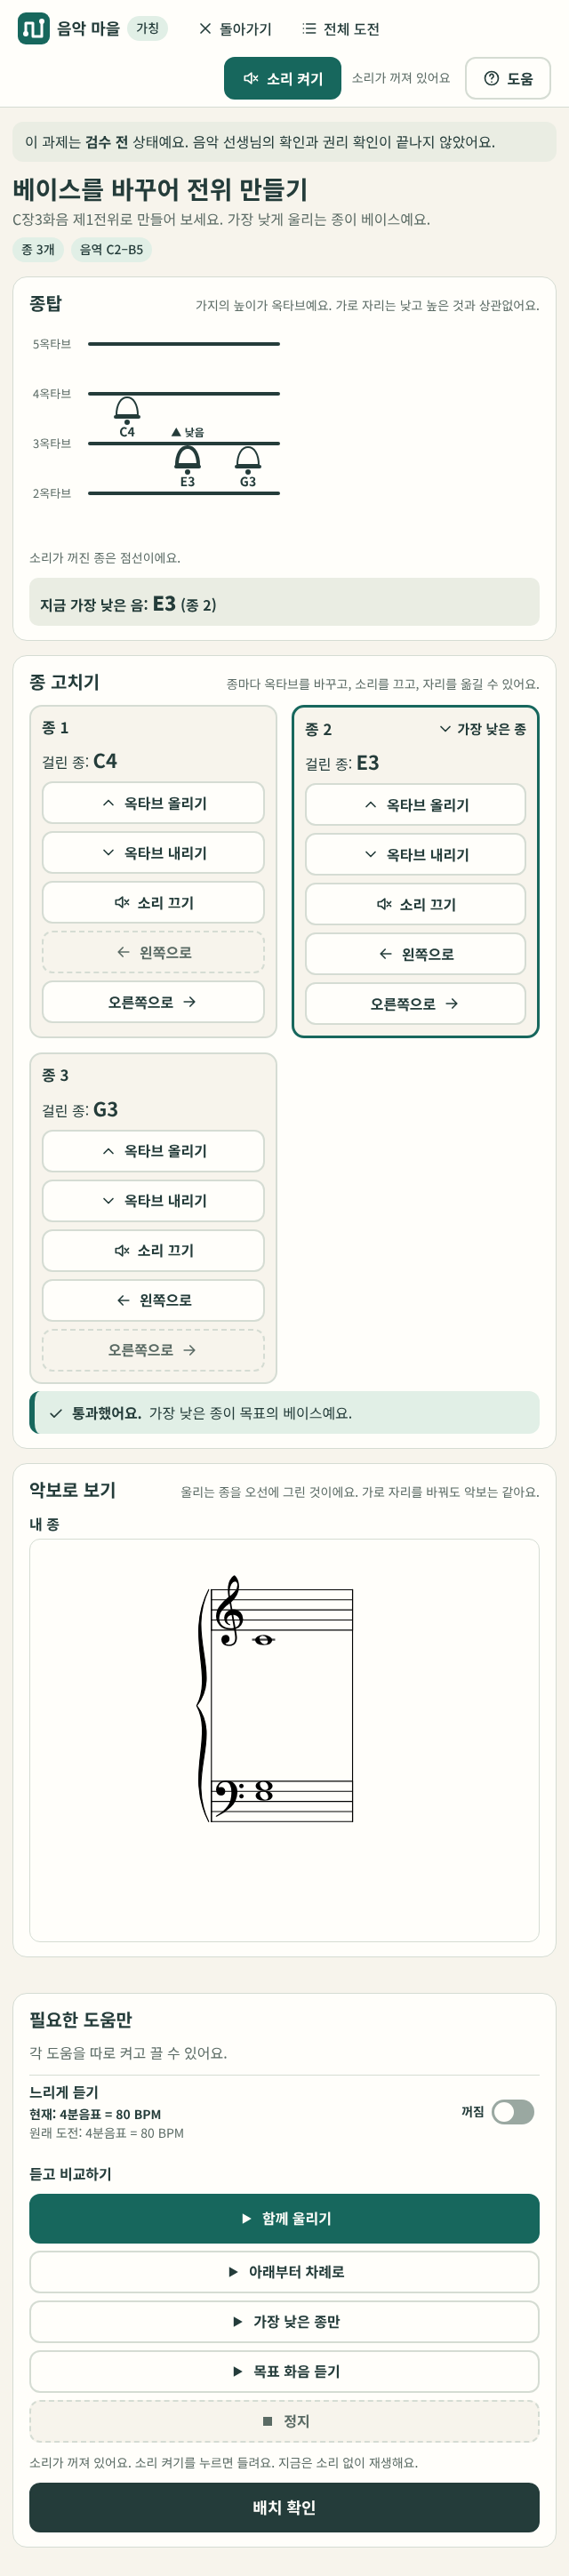 음악 마을 가칭 돌아가기 전체 도전
소리 켜기 소리가 꺼져 있어요 도움
이 과제는 검수 전 상태예요. 음악 선생님의 확인과 권리 확인이 끝나지 않았어요.
베이스를 바꾸어 전위 만들기
C장3화음 제1전위로 만들어 보세요. 가장 낮게 울리는 종이 베이스예요.
종 3개 음역 C2–B5
종탑 가지의 높이가 옥타브예요. 가로 자리는 낮고 높은 것과 상관없어요.
5옥타브
4옥타브
C4 ▲ 낮음
3옥타브
E3 G3
2옥타브
소리가 꺼진 종은 점선이에요.
지금 가장 낮은 음: E3 (종 2)
종 고치기 종마다 옥타브를 바꾸고, 소리를 끄고, 자리를 옮길 수 있어요.
종 1
걸린 종: C4
옥타브 올리기
옥타브 내리기
소리 끄기
왼쪽으로
오른쪽으로
종 2 가장 낮은 종
걸린 종: E3
옥타브 올리기
옥타브 내리기
소리 끄기
왼쪽으로
오른쪽으로
종 3
걸린 종: G3
옥타브 올리기
옥타브 내리기
소리 끄기
왼쪽으로
오른쪽으로
통과했어요. 가장 낮은 종이 목표의 베이스예요.
악보로 보기 울리는 종을 오선에 그린 것이에요. 가로 자리를 바꿔도 악보는 같아요.
내 종
필요한 도움만
각 도움을 따로 켜고 끌 수 있어요.
느리게 듣기
현재: 4분음표 = 80 BPM
원래 도전: 4분음표 = 80 BPM
꺼짐
듣고 비교하기
함께 울리기
아래부터 차례로
가장 낮은 종만
목표 화음 듣기
정지
소리가 꺼져 있어요. 소리 켜기를 누르면 들려요. 지금은 소리 없이 재생해요.
배치 확인